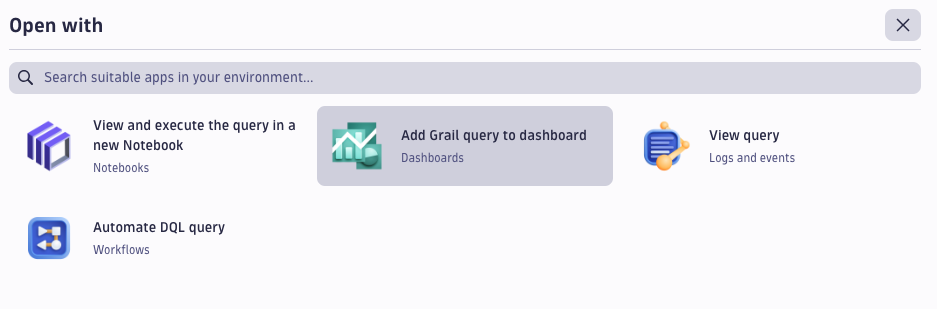 Open with
Search suitable apps in your environment...
View and execute the query in a
new Notebook
Notebooks
Add Grail query to dashboard
Dashboards
View query
Logs and events
Automate DQL query
Workflows